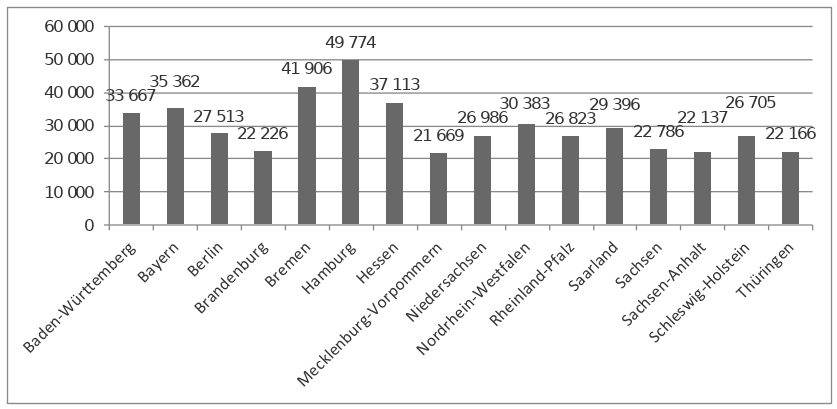 60 000
50 000
40 000
30 000
20 000
10 000
0
33 667
35 362
27 513
22 226
41 906
49 774
37 113
21 669
26 986
30 383
26 823
29 396
22 786
22 137
26 705
22 166
Baden-Württemberg
Bayern
Berlin
Brandenburg
Bremen
Hamburg
Hessen
Mecklenburg-Vorpommern
Niedersachsen
Nordrhein-Westfalen
Rheinland-Pfalz
Saarland
Sachsen
Sachsen-Anhalt
Schleswig-Holstein
Thüringen